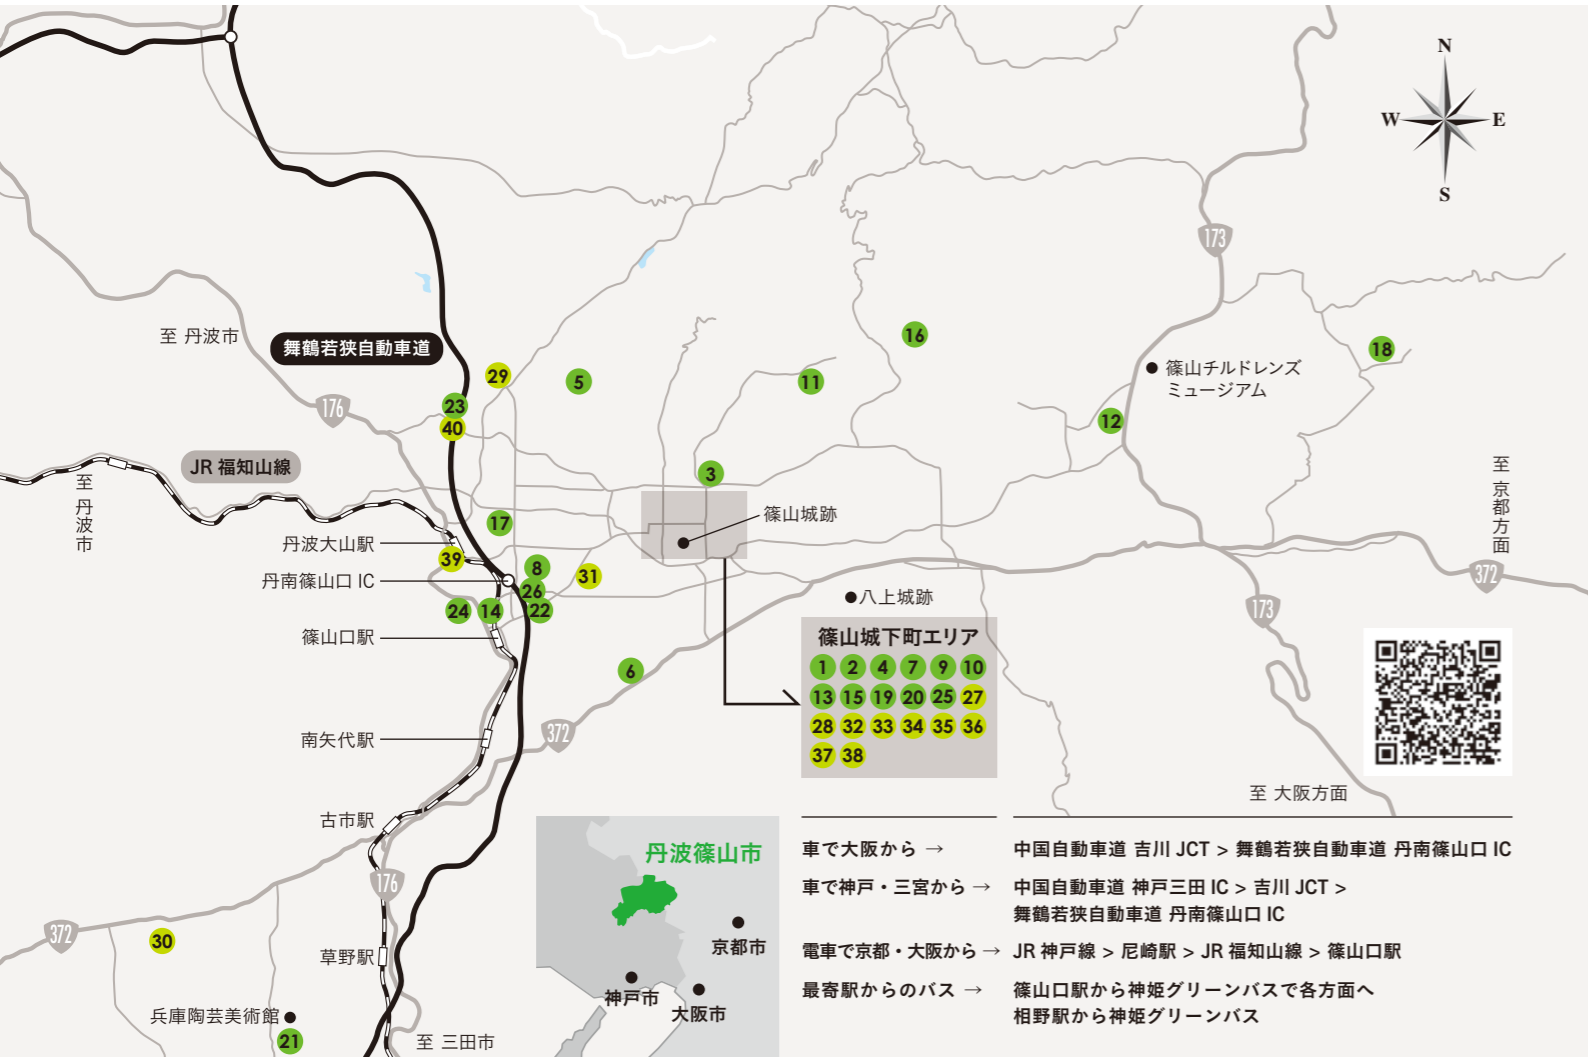 N
W
E
S
173
至 丹波市
舞鶴若狭自動車道
16
18
篠山チルドレンズ
ミュージアム
29
5
11
176
23
12
40
JR 福知山線
3
至 丹波市
至 京都方面
17
篠山城跡
丹波大山駅
39
8
31
丹南篠山口 IC
372
26
八上城跡
24
14
22
173
篠山口駅
篠山城下町エリア
1 2 4 7 9 10
13 15 19 20 25 27
28 32 33 34 35 36
37 38
6
南矢代駅
372
至 大阪方面
古市駅
176
372
30
草野駅
兵庫陶芸美術館
21
至 三田市
丹波篠山市
京都市
神戸市
大阪市
車で大阪から → 中国自動車道 吉川 JCT > 舞鶴若狭自動車道 丹南篠山口 IC
車で神戸・三宮から → 中国自動車道 神戸三田 IC > 吉川 JCT >
舞鶴若狭自動車道 丹南篠山口 IC
電車で京都・大阪から → JR 神戸線 > 尼崎駅 > JR 福知山線 > 篠山口駅
最寄駅からのバス → 篠山口駅から神姫グリーンバスで各方面へ
相野駅から神姫グリーンバス